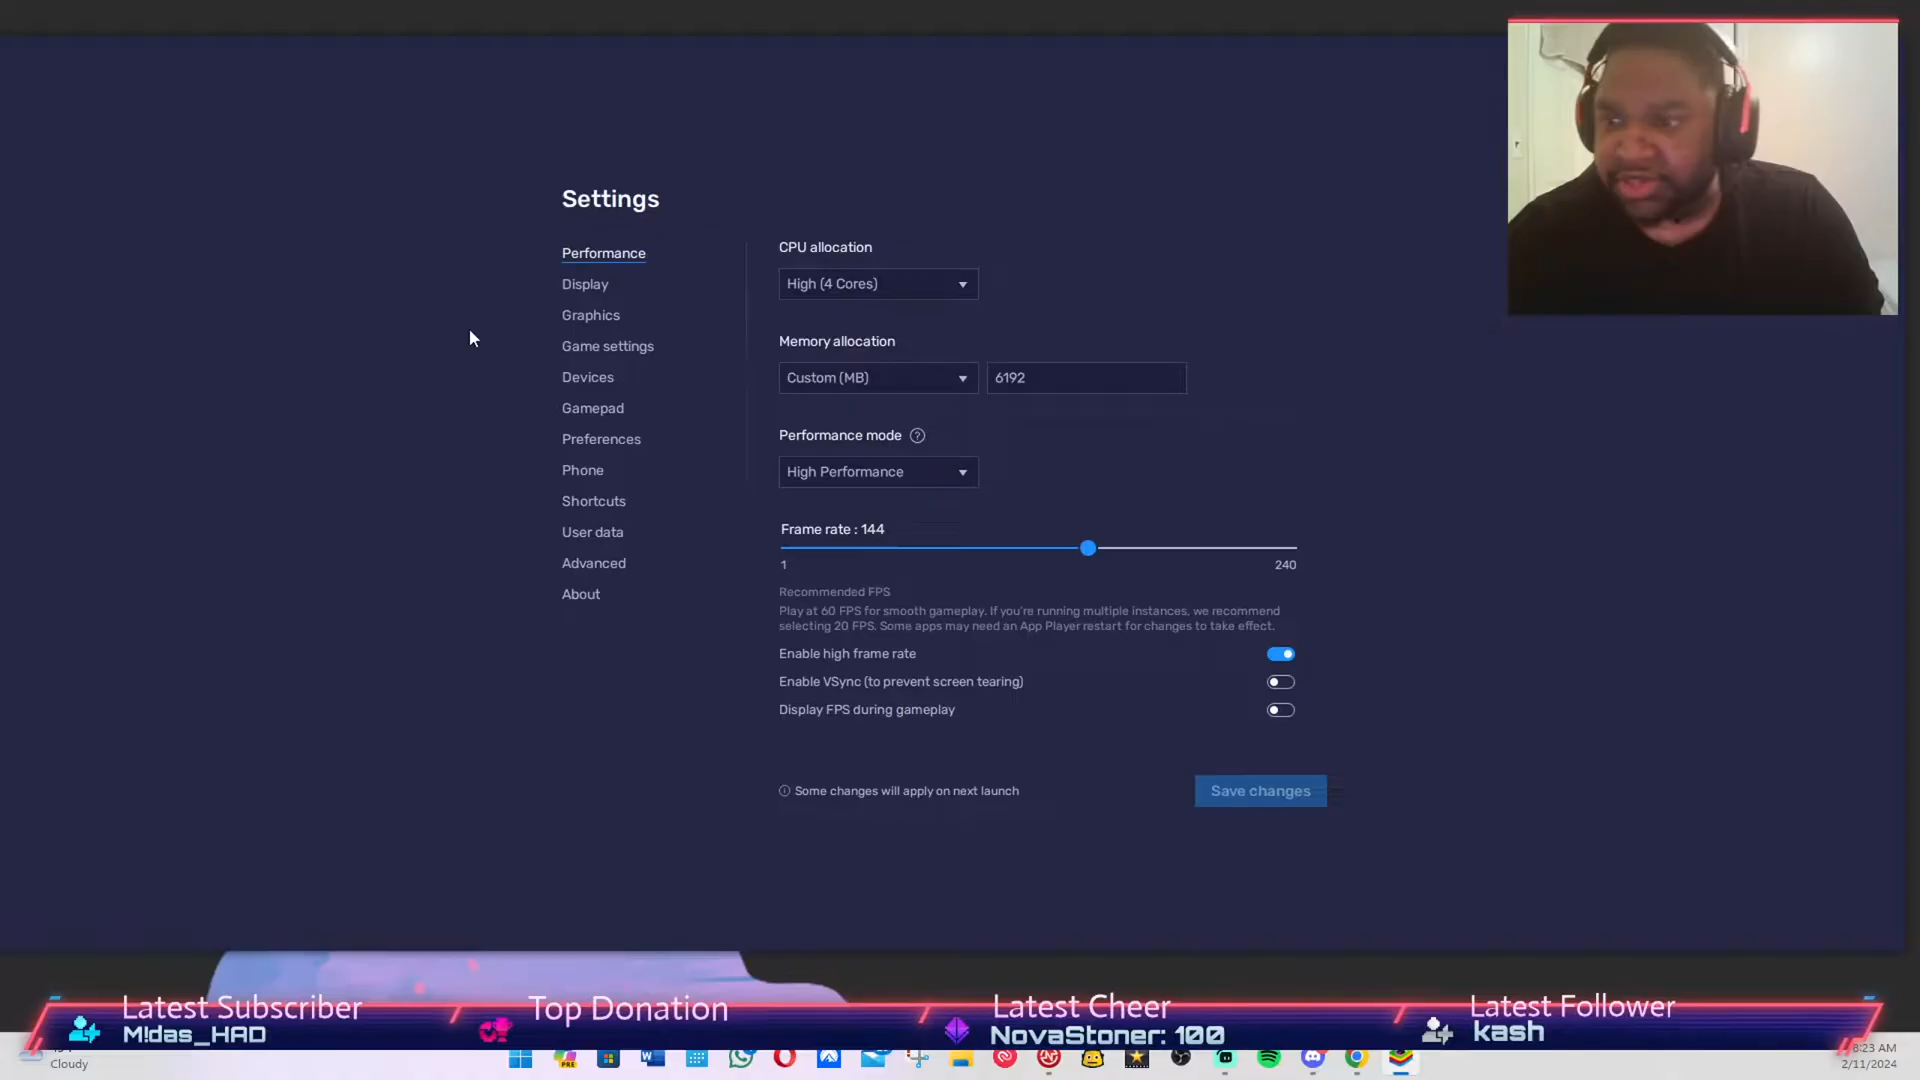 Settings
Performance
Display
Graphics
Game settings
Devices
Gamepad
Preferences
Phone
Shortcuts
User data
Advanced
About
CPU allocation
High (4 Cores)
Memory allocation
Custom (MB)
6192
Performance mode
High Performance
Frame rate : 144
1
240
Recommended FPS
Play at 60 FPS for smooth gameplay. If you're running multiple instances, we recommend
selecting 20 FPS. Some apps may need an App Player restart for changes to take effect.
Enable high frame rate
Enable VSync (to prevent screen tearing)
Display FPS during gameplay
Some changes will apply on next launch
Save changes
Latest Subscriber
M!das_HAD
Top Donation
Latest Cheer
NovaStoner: 100
Latest Follower
kash
Cloudy
8:23 AM
2/11/2024